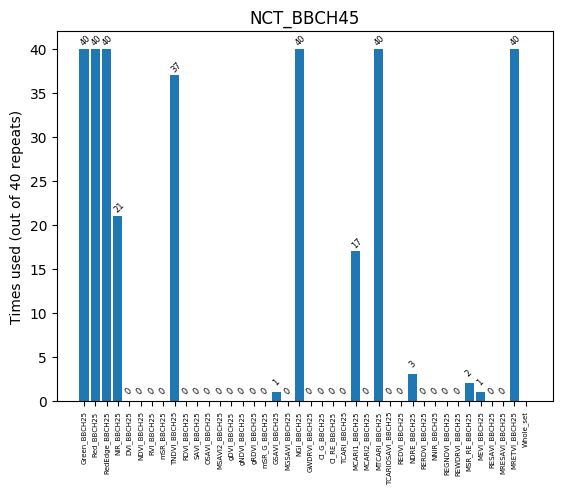 NCT_BBCH45
Times used (out of 40 repeats)
40
35
30
25
20
15
10
5
0
40
40
40
21
0
0
0
0
37
0
0
0
0
0
0
0
0
1
0
40
0
0
0
0
17
0
40
0
0
3
0
0
0
0
2
1
0
0
40
Green_BBCH25
Red_BBCH25
RedEdge_BBCH25
NIR_BBCH25
DVI_BBCH25
NDVI_BBCH25
RVI_BBCH25
mSR_BBCH25
TNDVI_BBCH25
RDVI_BBCH25
SAVI_BBCH25
OSAVI_BBCH25
MSAVI2_BBCH25
gDVI_BBCH25
gNDVI_BBCH25
gRDVI_BBCH25
mSR_G_BBCH25
GSAVI_BBCH25
MGSAVI_BBCH25
NGI_BBCH25
GWDRVI_BBCH25
CI_G_BBCH25
CI_RE_BBCH25
TCARI_BBCH25
MCARI1_BBCH25
MCARI2_BBCH25
MTCARI_BBCH25
TCARIOSAVI_BBCH25
REDVI_BBCH25
NDRE_BBCH25
RERDVI_BBCH25
NNIR_BBCH25
REGNDVI_BBCH25
REWDRVI_BBCH25
MSR_RE_BBCH25
MEVI_BBCH25
RESAVI_BBCH25
MRESAVI_BBCH25
MRETVI_BBCH25
Whole_set